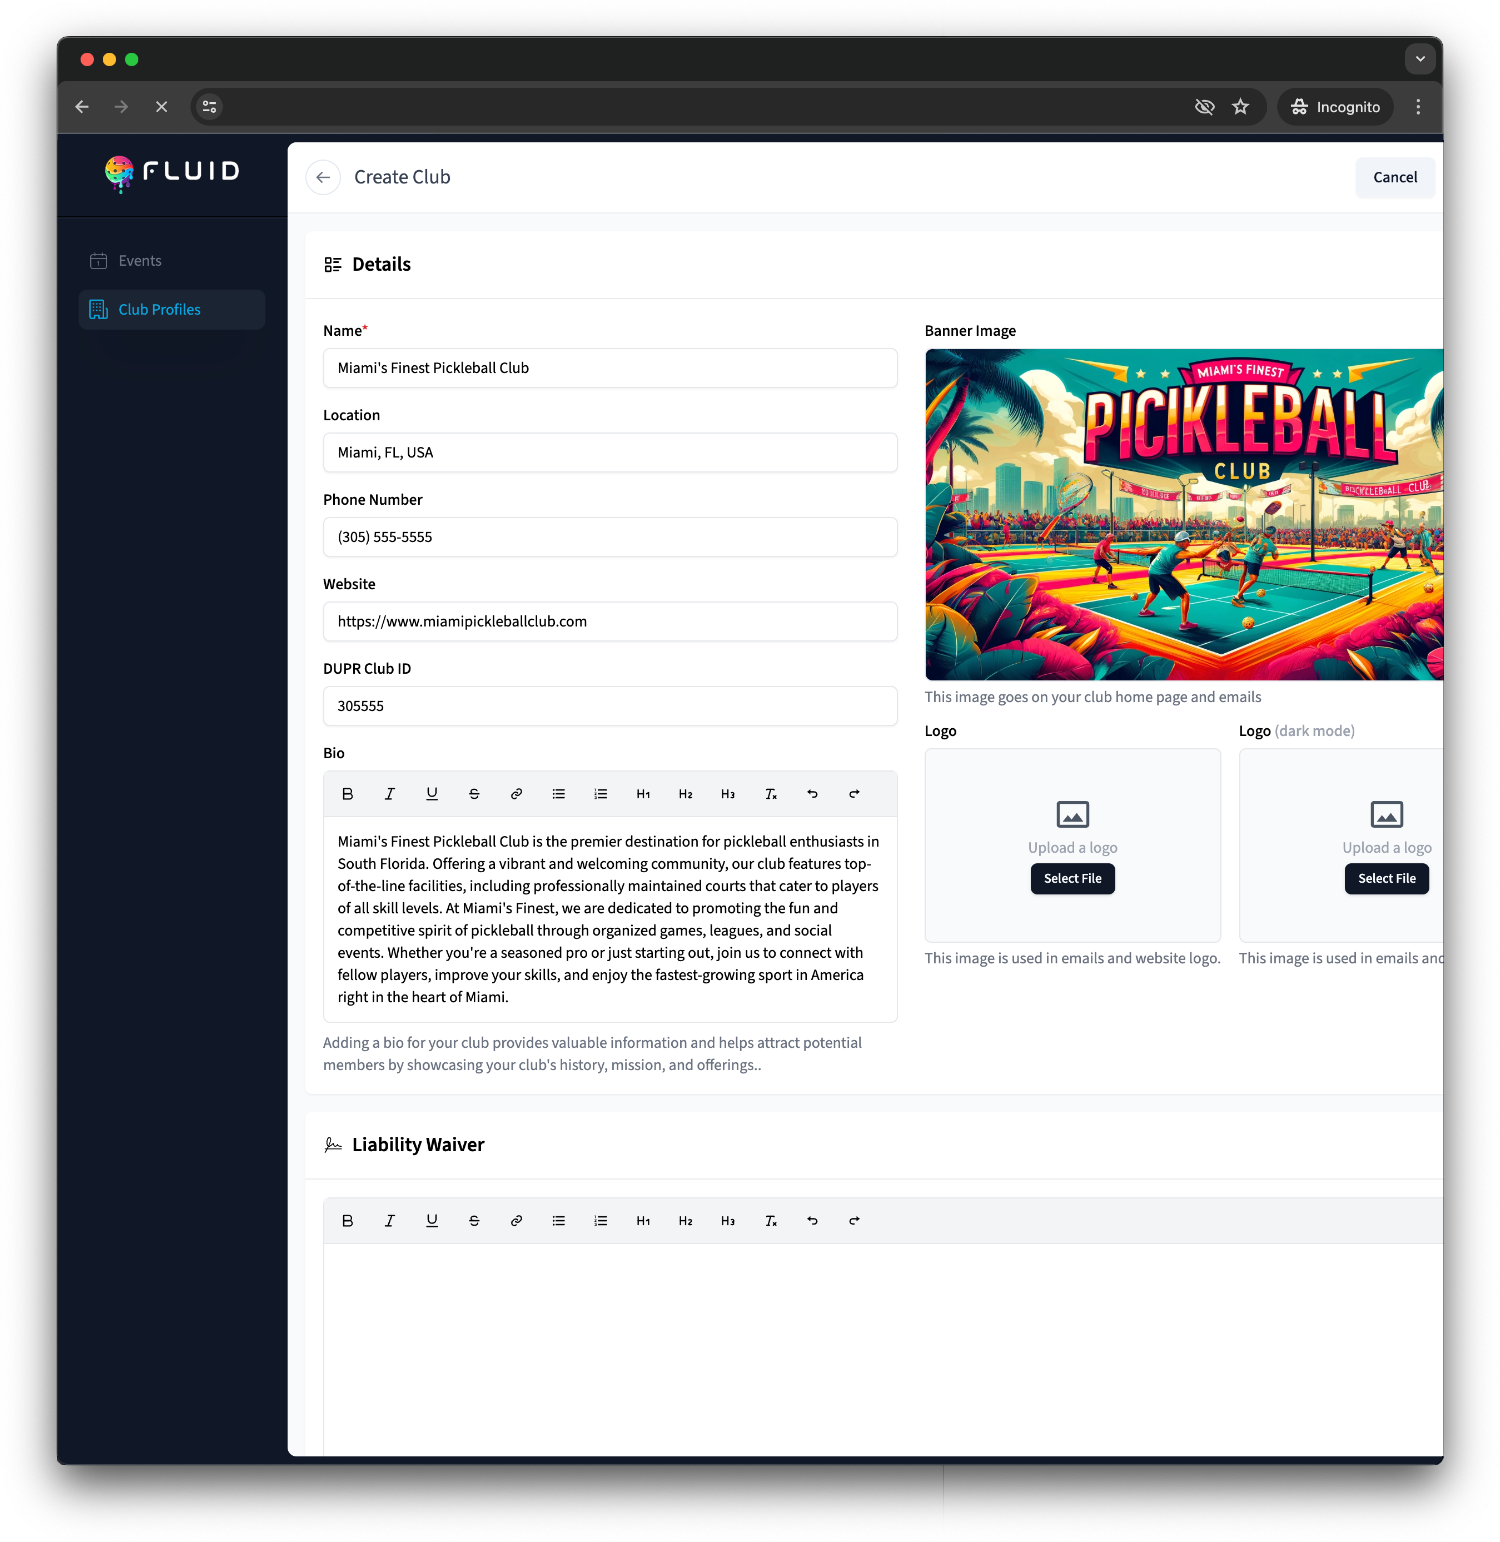 Incognito
FLUID
Create Club
Cancel
Events
Club Profiles
Details
Name*
Miami's Finest Pickleball Club
Location
Miami, FL, USA
Phone Number
(305) 555-5555
Website
https://www.miamipickleballclub.com
DUPR Club ID
305555
Bio
B I U S H1 H2 H3 Tx
Miami's Finest Pickleball Club is the premier destination for pickleball enthusiasts in
South Florida. Offering a vibrant and welcoming community, our club features top-
of-the-line facilities, including professionally maintained courts that cater to players
of all skill levels. At Miami's Finest, we are dedicated to promoting the fun and
competitive spirit of pickleball through organized games, leagues, and social
events. Whether you're a seasoned pro or just starting out, join us to connect with
fellow players, improve your skills, and enjoy the fastest-growing sport in America
right in the heart of Miami.
Adding a bio for your club provides valuable information and helps attract potential
members by showcasing your club's history, mission, and offerings..
Banner Image
MIAMI'S FINEST
PICIKLEBALL
CLUB
This image goes on your club home page and emails
Logo
Upload a logo
Select File
This image is used in emails and website logo.
Logo (dark mode)
Upload a logo
Select File
This image is used in emails and
Liability Waiver
B I U S H1 H2 H3 Tx